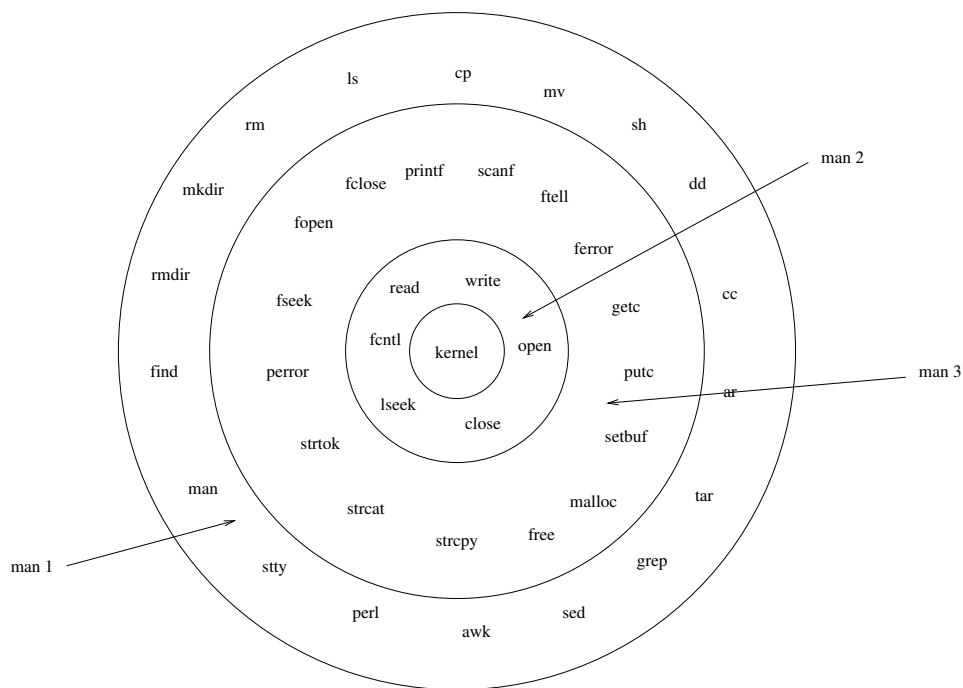 cp
ls
mv
rm
sh
man 2
printf
scanf
fclose
dd
mkdir
ftell
fopen
ferror
rmdir
write
read
cc
fseek
getc
fcntl
open
kernel
find
perror
putc
man 3
ar
lseek
close
setbuf
strtok
man
tar
malloc
strcat
free
strcpy
grep
man 1
stty
perl
sed
awk